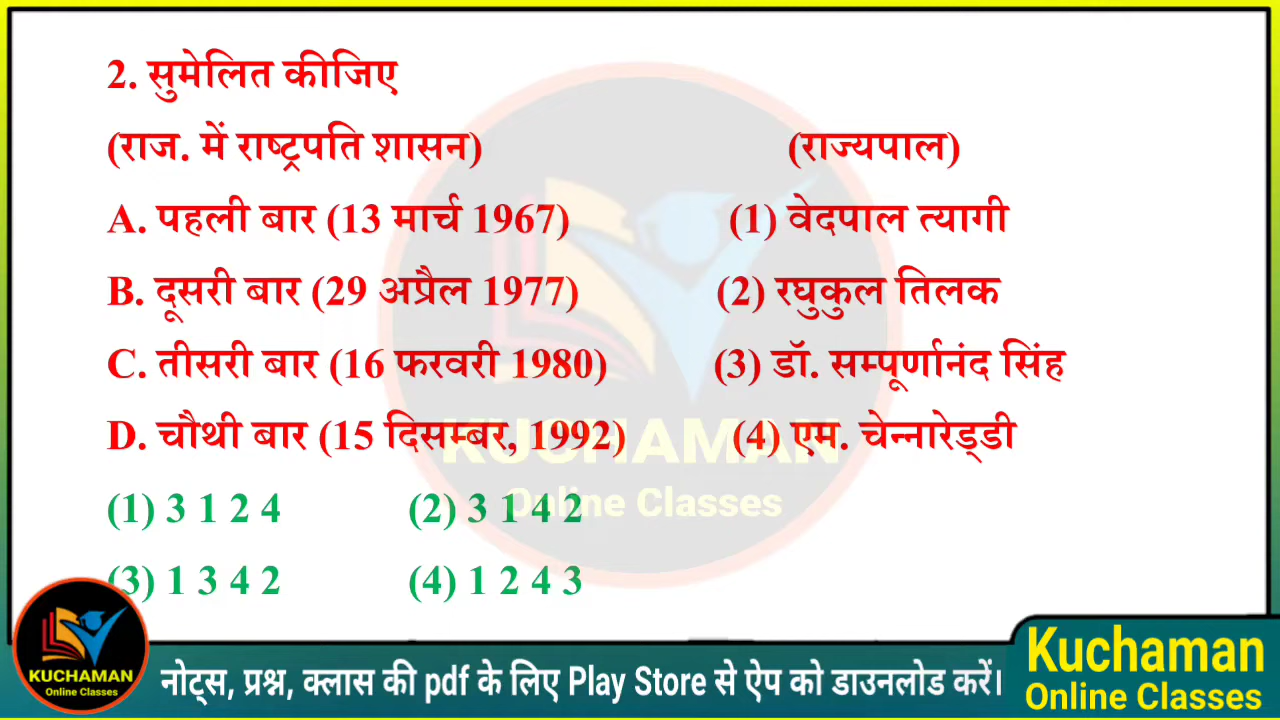 2. सुमेलित कीजिए
(राज. में राष्ट्रपति शासन) (राज्यपाल)
A. पहली बार (13 मार्च 1967) (1) वेदपाल त्यागी
B. दूसरी बार (29 अप्रैल 1977) (2) रघुकुल तिलक
C. तीसरी बार (16 फरवरी 1980) (3) डॉ. सम्पूर्णानंद सिंह
D. चौथी बार (15 दिसम्बर, 1992) (4) एम. चेन्नारेड्डी
KUCHAMAN
Online Classes
(1) 3 1 2 4 (2) 3 1 4 2
(3) 1 3 4 2 (4) 1 2 4 3
KUCHAMAN
Online Classes
नोट्स, प्रश्न, क्लास की pdf के लिए Play Store से ऐप को डाउनलोड करें।
Kuchaman
Online Classes